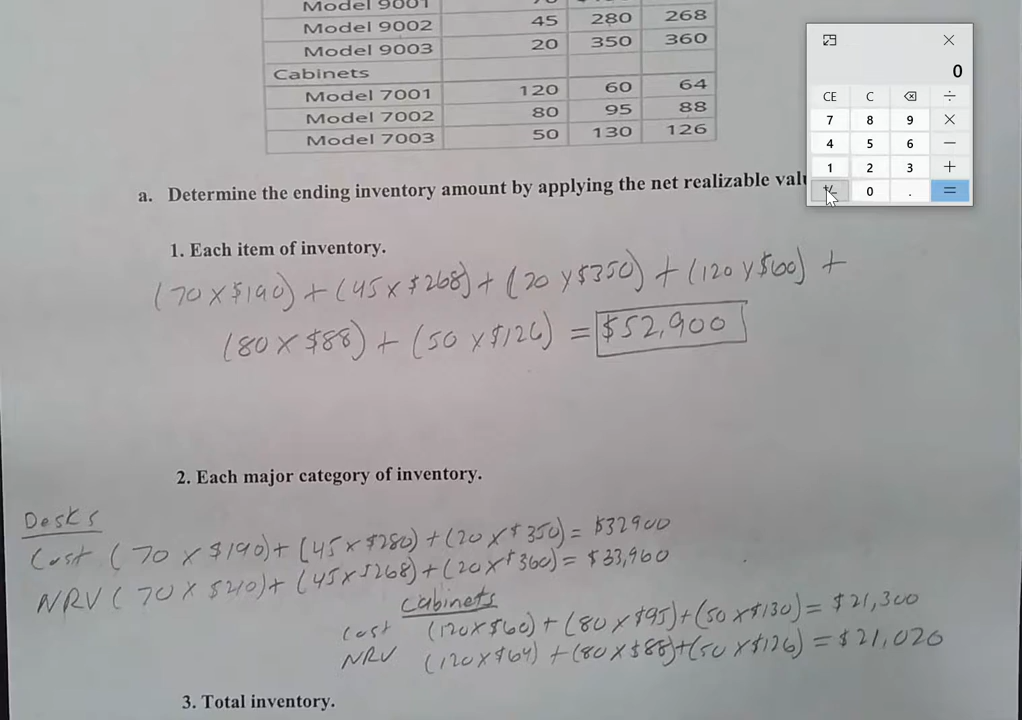 Model 9001
Model 9002 45 280 268
Model 9003 20 350 360
Cabinets
Model 7001 120 60 64
Model 7002 80 95 88
Model 7003 50 130 126
a. Determine the ending inventory amount by applying the net realizable
1. Each item of inventory.
(70 x $190) + (45 x $268) + (20 x $350) + (120 x $60) +
(80 x $88) + (50 x $126) = $52,900
2. Each major category of inventory.
Desks
Cost (70 x $190) + (45 x $280) + (20 x $350) = $32900
NRV (70 x $210) + (45 x $268) + (20 x $360) = $33,960
Cabinets
Cost (120 x $60) + (80 x $95) + (50 x $130) = $21,300
NRV (120 x $64) + (80 x $88) + (50 x $126) = $21,020
3. Total inventory.
0
CE C ÷
7 8 9 ×
4 5 6 −
1 2 3 +
+/- 0 . =